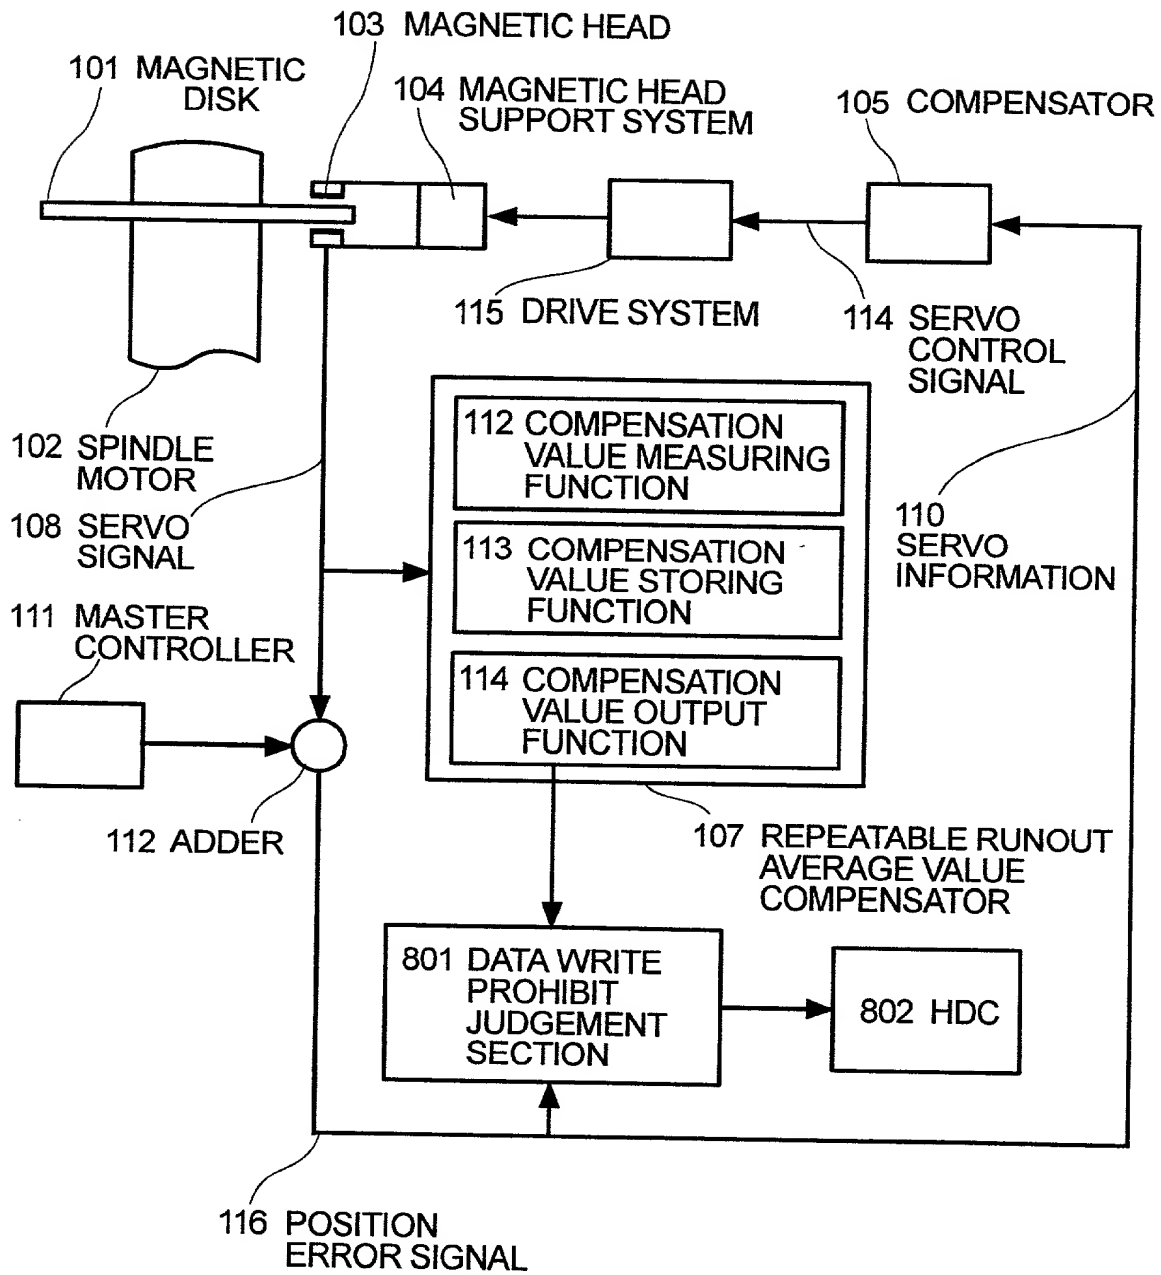 103 MAGNETIC HEAD
101 MAGNETIC
DISK
104 MAGNETIC HEAD
SUPPORT SYSTEM
105 COMPENSATOR
115 DRIVE SYSTEM
114 SERVO
CONTROL
SIGNAL
102 SPINDLE
MOTOR
108 SERVO
SIGNAL
112 COMPENSATION
VALUE MEASURING
FUNCTION
113 COMPENSATION
VALUE STORING
FUNCTION
114 COMPENSATION
VALUE OUTPUT
FUNCTION
110
SERVO
INFORMATION
111 MASTER
CONTROLLER
112 ADDER
107 REPEATABLE RUNOUT
AVERAGE VALUE
COMPENSATOR
801 DATA WRITE
PROHIBIT
JUDGEMENT
SECTION
802 HDC
116 POSITION
ERROR SIGNAL